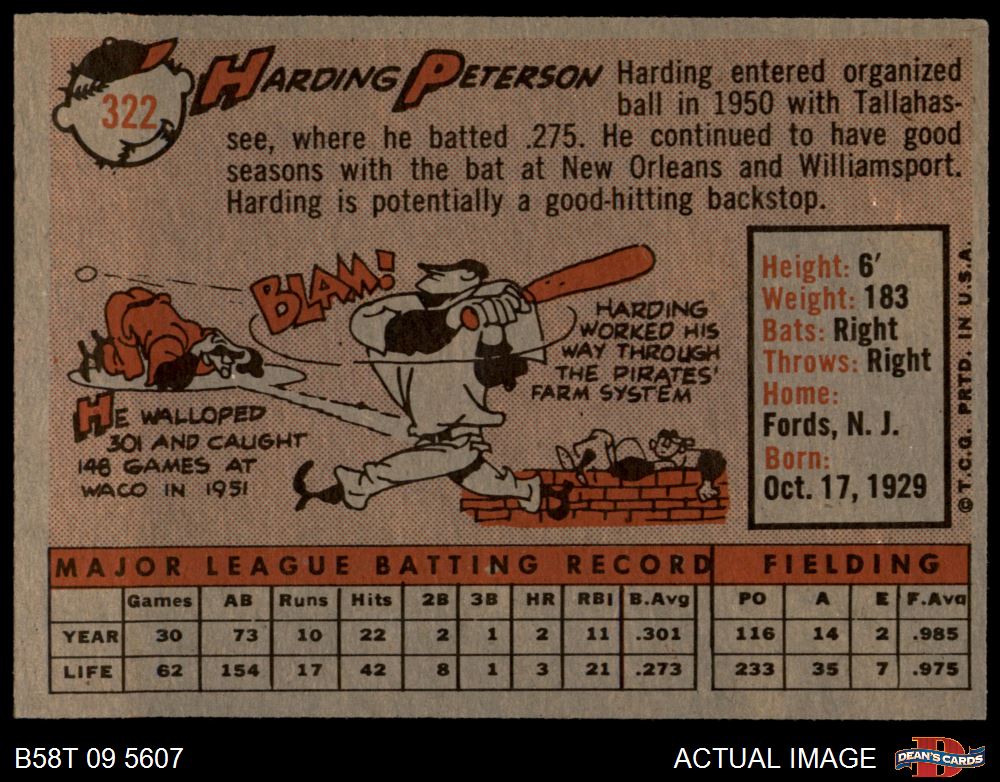 322
HARDING PETERSON
Harding entered organized
ball in 1950 with Tallahas-
see, where he batted .275. He continued to have good
seasons with the bat at New Orleans and Williamsport.
Harding is potentially a good-hitting backstop.
BLAM!
HARDING
WORKED HIS
WAY THROUGH
THE PIRATES'
FARM SYSTEM
HE WALLOPED
301 AND CAUGHT
148 GAMES AT
WACO IN 1951
Height: 6'
Weight: 183
Bats: Right
Throws: Right
Home:
Fords, N. J.
Born:
Oct. 17, 1929
© T.C.G. PRTD. IN U.S.A.
MAJOR LEAGUE BATTING RECORD FIELDING
Games AB Runs Hits 2B 3B HR RBI B.Avg PO A E F.Avg
YEAR 30 73 10 22 2 1 2 11 .301 116 14 2 .985
LIFE 62 154 17 42 8 1 3 21 .273 233 35 7 .975
B58T 09 5607
ACTUAL IMAGE
D
DEAN'S CARDS